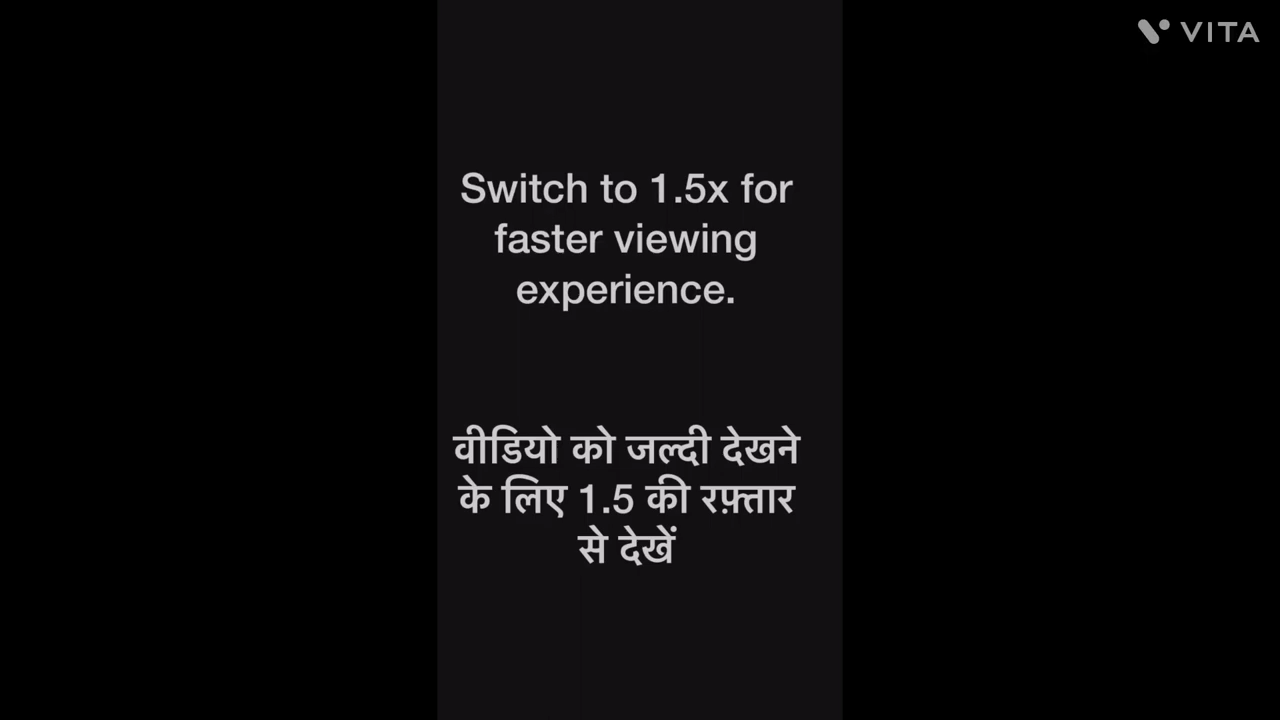 VITA
Switch to 1.5x for
faster viewing
experience.
वीडियो को जल्दी देखने
के लिए 1.5 की रफ़्तार
से देखें